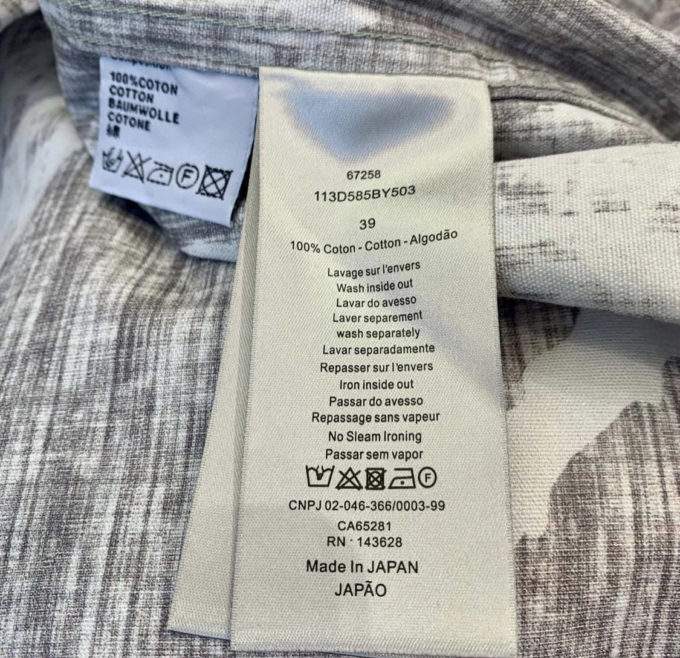 100%COTON
COTTON
BAUMWOLLE
COTONE
67258
113D585BY503
39
100% Coton - Cotton - Algodão
Lavage sur l'envers
Wash inside out
Lavar do avesso
Laver separement
wash separately
Lavar separadamente
Repasser sur l'envers
Iron inside out
Passar do avesso
Repassage sans vapeur
No Sleam Ironing
Passar sem vapor
F
F
CNPJ 02-046-366/0003-99
CA65281
RN · 143628
Made In JAPAN
JAPÃO